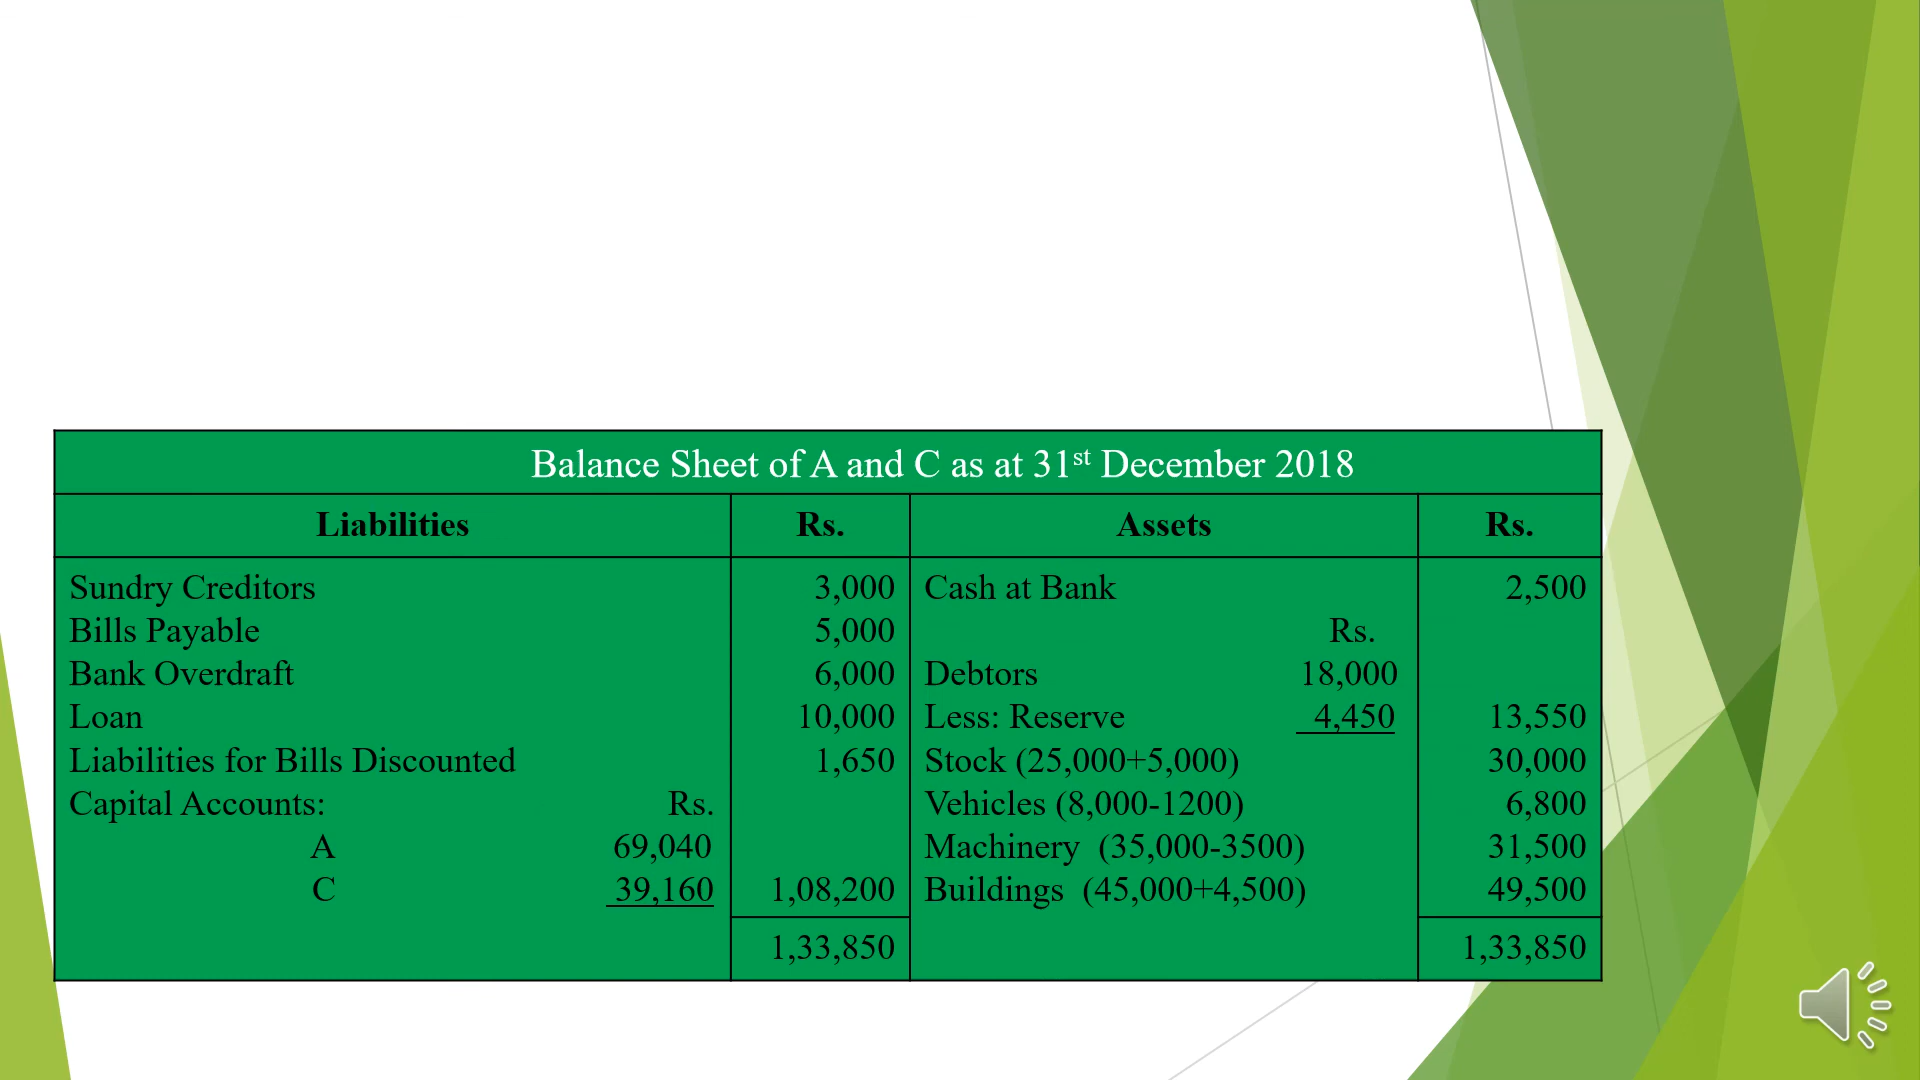 Balance Sheet of A and C as at 31st December 2018
Liabilities Rs. Assets Rs.
Sundry Creditors 3,000 Cash at Bank 2,500
Bills Payable 5,000 Rs.
Bank Overdraft 6,000 Debtors 18,000
Loan 10,000 Less: Reserve 4,450 13,550
Liabilities for Bills Discounted 1,650 Stock (25,000+5,000) 30,000
Capital Accounts: Rs. Vehicles (8,000-1200) 6,800
A 69,040 Machinery (35,000-3500) 31,500
C 39,160 1,08,200 Buildings (45,000+4,500) 49,500
1,33,850 1,33,850